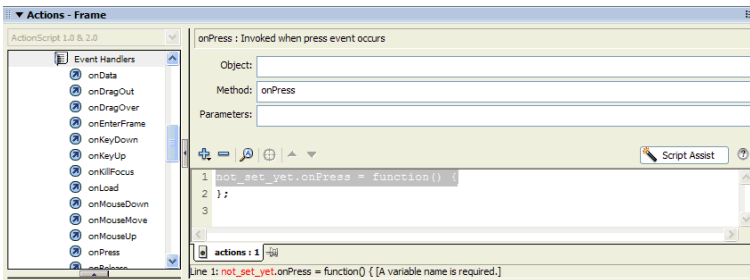 Actions - Frame
ActionScript 1.0 & 2.0
Event Handlers
onData
onDragOut
onDragOver
onEnterFrame
onKeyDown
onKeyUp
onKillFocus
onLoad
onMouseDown
onMouseMove
onMouseUp
onPress
onRelease
onPress : Invoked when press event occurs
Object:
Method: onPress
Parameters:
Script Assist
1 not_set_yet.onPress = function() {
2 };
3
actions : 1
Line 1: not_set_yet.onPress = function() { [A variable name is required.]